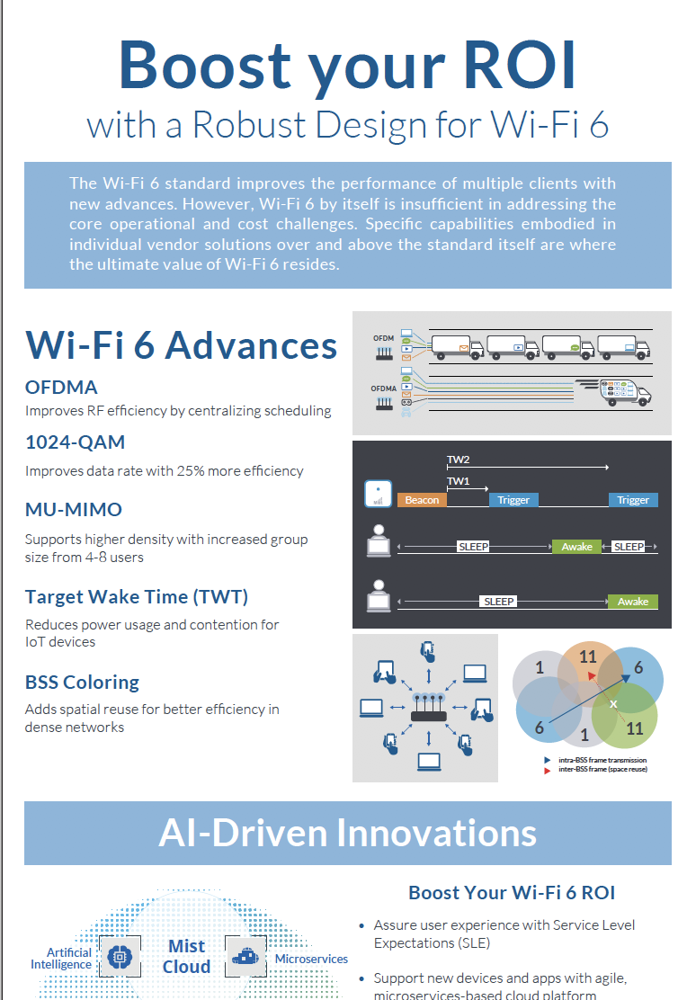 Boost your ROI
with a Robust Design for Wi-Fi 6
The Wi-Fi 6 standard improves the performance of multiple clients with
new advances. However, Wi-Fi 6 by itself is insufficient in addressing the
core operational and cost challenges. Specific capabilities embodied in
individual vendor solutions over and above the standard itself are where
the ultimate value of Wi-Fi 6 resides.
Wi-Fi 6 Advances
OFDMA
Improves RF efficiency by centralizing scheduling
1024-QAM
Improves data rate with 25% more efficiency
MU-MIMO
Supports higher density with increased group
size from 4-8 users
Target Wake Time (TWT)
Reduces power usage and contention for
IoT devices
BSS Coloring
Adds spatial reuse for better efficiency in
dense networks
OFDM
OFDMA
TW2
TW1
Beacon Trigger Trigger
SLEEP Awake SLEEP
SLEEP Awake
1 11 6
X
6 1 11
intra-BSS frame transmission
inter-BSS frame (space reuse)
AI-Driven Innovations
Artificial
Intelligence
Mist
Cloud
Microservices
Boost Your Wi-Fi 6 ROI
• Assure user experience with Service Level
Expectations (SLE)
• Support new devices and apps with agile,
microservices-based cloud platform